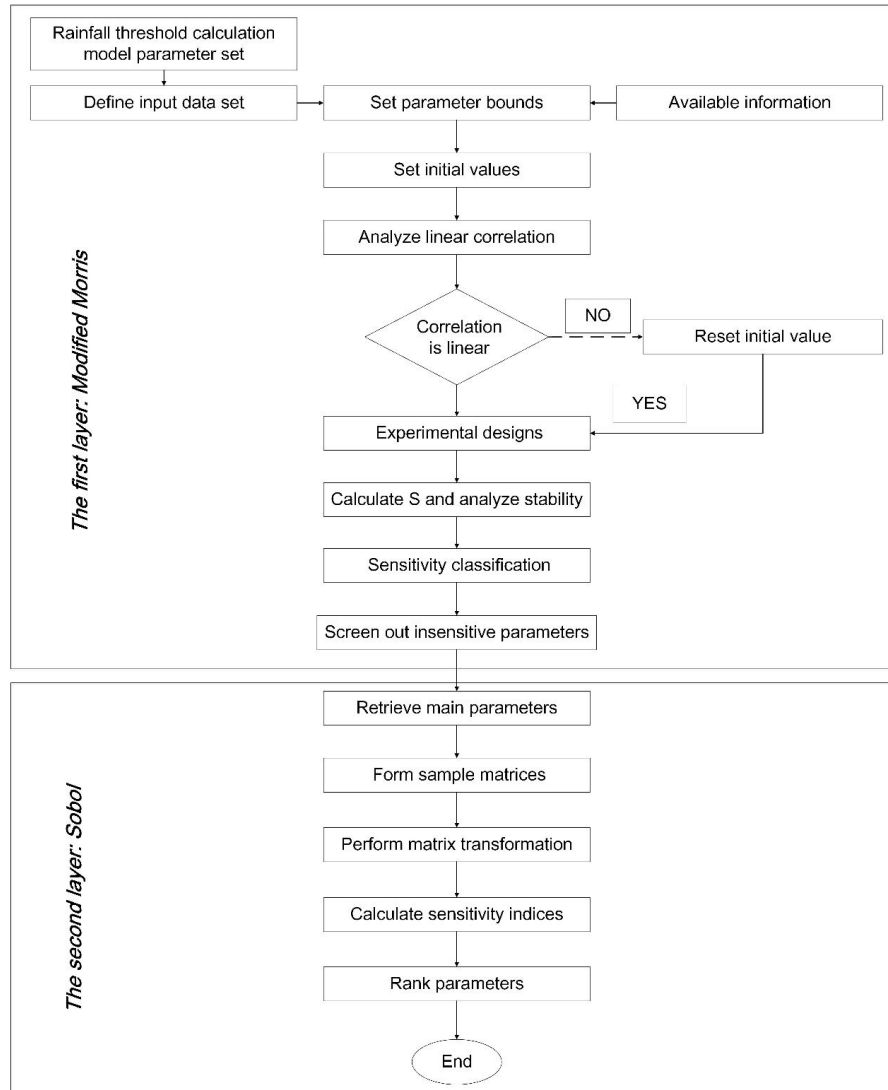 Rainfall threshold calculation
model parameter set
Define input data set
Set parameter bounds
Available information
Set initial values
Analyze linear correlation
Correlation
is linear
NO
Reset initial value
YES
Experimental designs
Calculate S and analyze stability
Sensitivity classification
Screen out insensitive parameters
The first layer: Modified Morris
Retrieve main parameters
Form sample matrices
Perform matrix transformation
Calculate sensitivity indices
Rank parameters
End
The second layer: Sobol